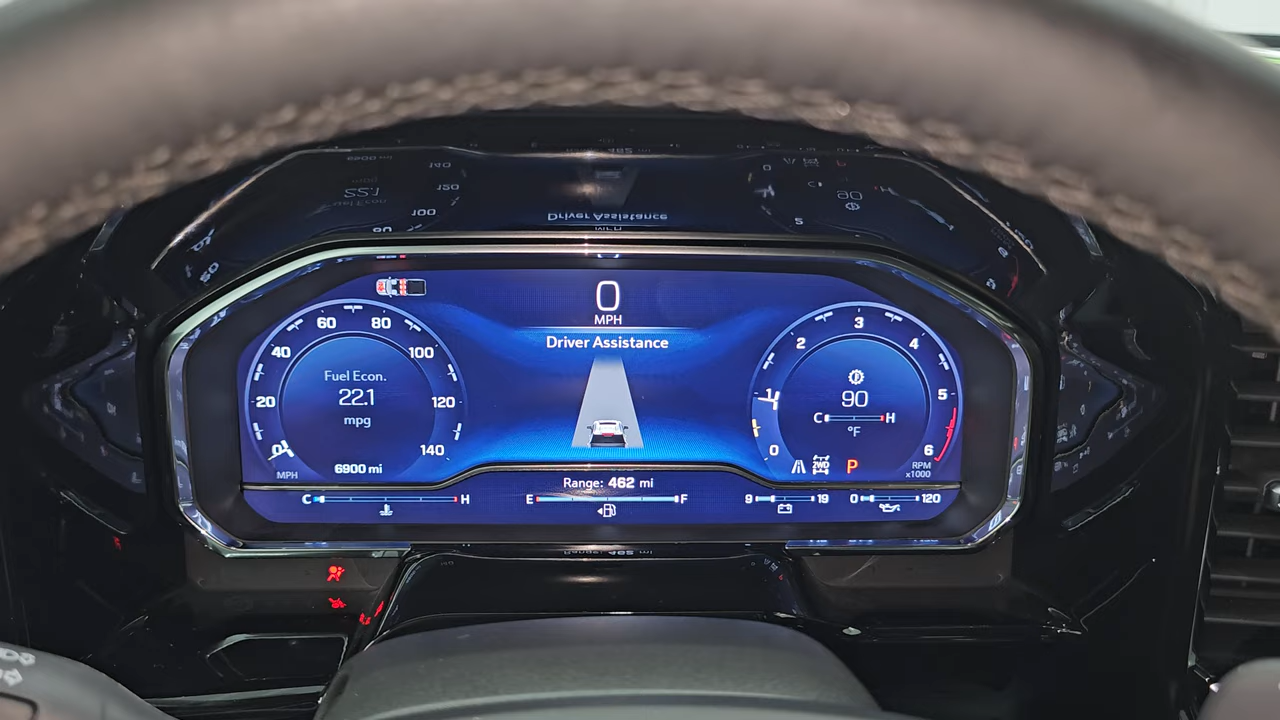 0
MPH
Driver Assistance
60 80
40 100
20 120
0 140
Fuel Econ.
22.1
mpg
MPH
6900 mi
3
2 4
1 5
0 6
90
C H
°F
2WD P
RPM
x1000
Range: 462 mi
C H E F 9 19 0 120